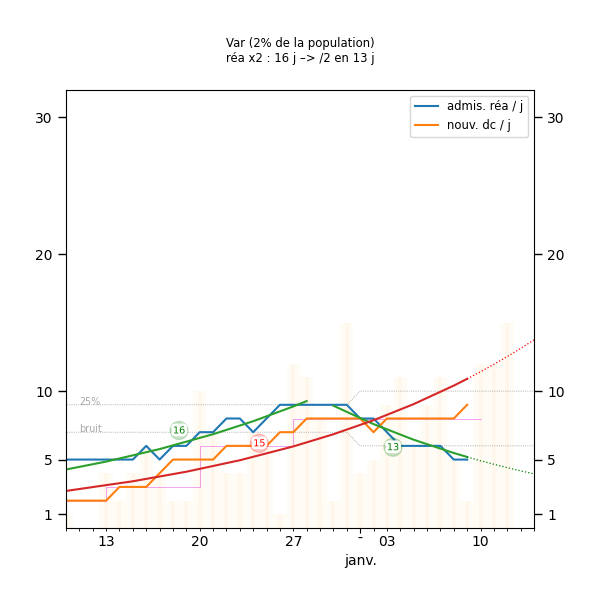 Var (2% de la population)
réa x2 : 16 j –> /2 en 13 j
admis. réa / j
nouv. dc / j
30 30
20 20
10 10
25%
bruit
16
15
13
5 5
1 1
13 20 27 - 03 10
janv.